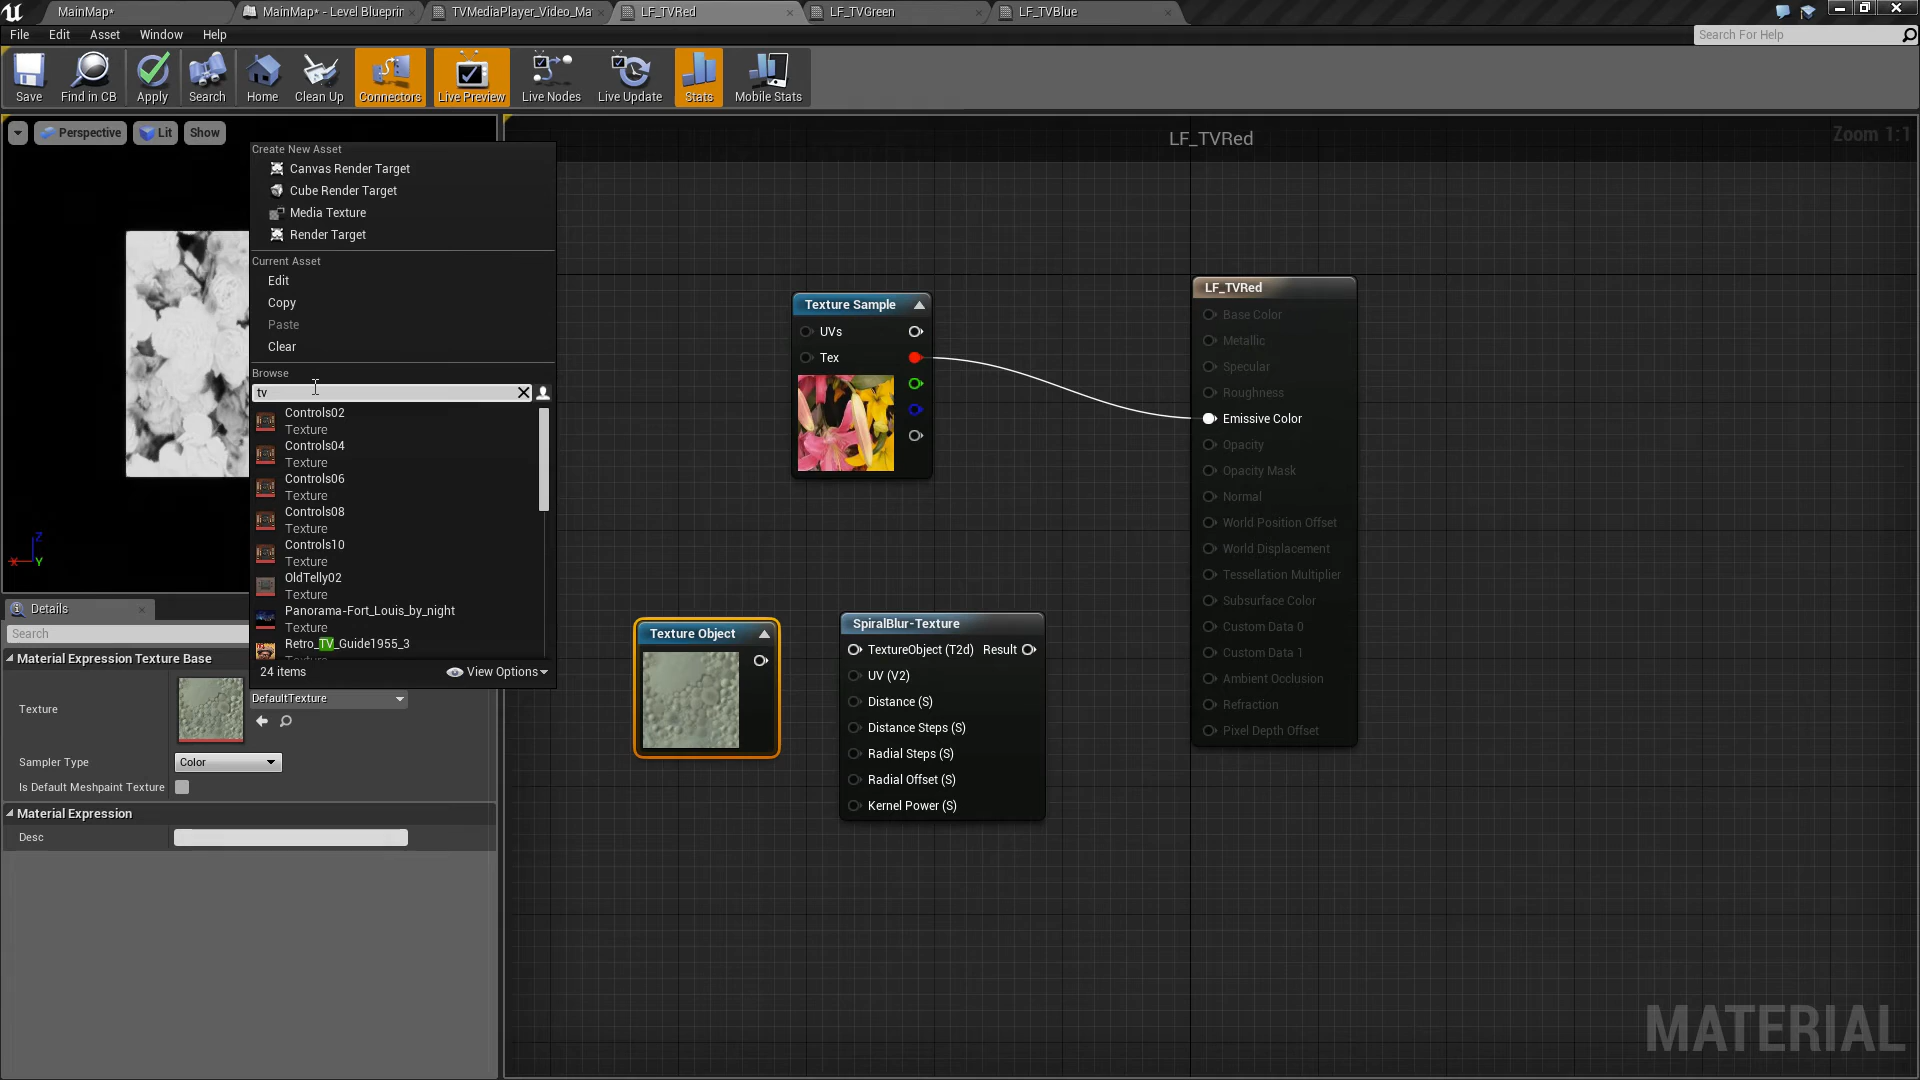 MainMap*
MainMap* - Level Blueprin
TVMediaPlayer_Video_Ma
LF_TVRed
LF_TVGreen
LF_TVBlue
File Edit Asset Window Help
Search For Help
Save
Find in CB
Apply
Search
Home
Clean Up
Connectors
Live Preview
Live Nodes
Live Update
Stats
Mobile Stats
Perspective
Lit
Show
LF_TVRed
Zoom 1:1
Create New Asset
Canvas Render Target
Cube Render Target
Media Texture
Render Target
Current Asset
Edit
Copy
Paste
Clear
Browse
tv
Controls02
Texture
Controls04
Texture
Controls06
Texture
Controls08
Texture
Controls10
Texture
OldTelly02
Texture
Panorama-Fort_Louis_by_night
Texture
Retro_TV_Guide1955_3
24 items
View Options
Z
X
Y
Details
Search
Material Expression Texture Base
Texture
DefaultTexture
Sampler Type
Color
Is Default Meshpaint Texture
Material Expression
Desc
Texture Sample
UVs
Tex
Texture Object
SpiralBlur-Texture
TextureObject (T2d) Result
UV (V2)
Distance (S)
Distance Steps (S)
Radial Steps (S)
Radial Offset (S)
Kernel Power (S)
LF_TVRed
Base Color
Metallic
Specular
Roughness
Emissive Color
Opacity
Opacity Mask
Normal
World Position Offset
World Displacement
Tessellation Multiplier
Subsurface Color
Custom Data 0
Custom Data 1
Ambient Occlusion
Refraction
Pixel Depth Offset
MATERIAL